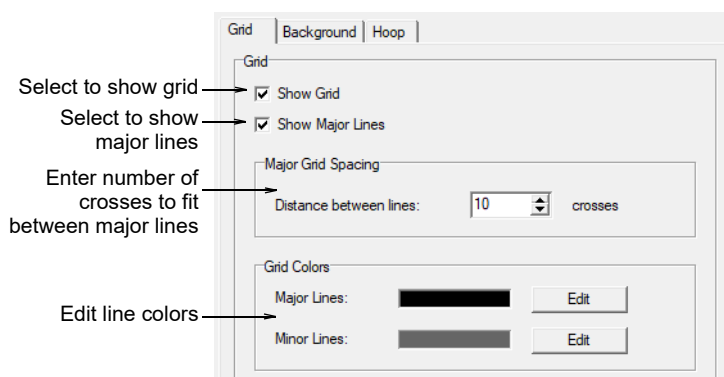 Grid Background Hoop
Grid
Select to show grid
Show Grid
Select to show
major lines
Show Major Lines
Major Grid Spacing
Enter number of
crosses to fit
between major lines
Distance between lines: 10 crosses
Grid Colors
Edit line colors
Major Lines: Edit
Minor Lines: Edit